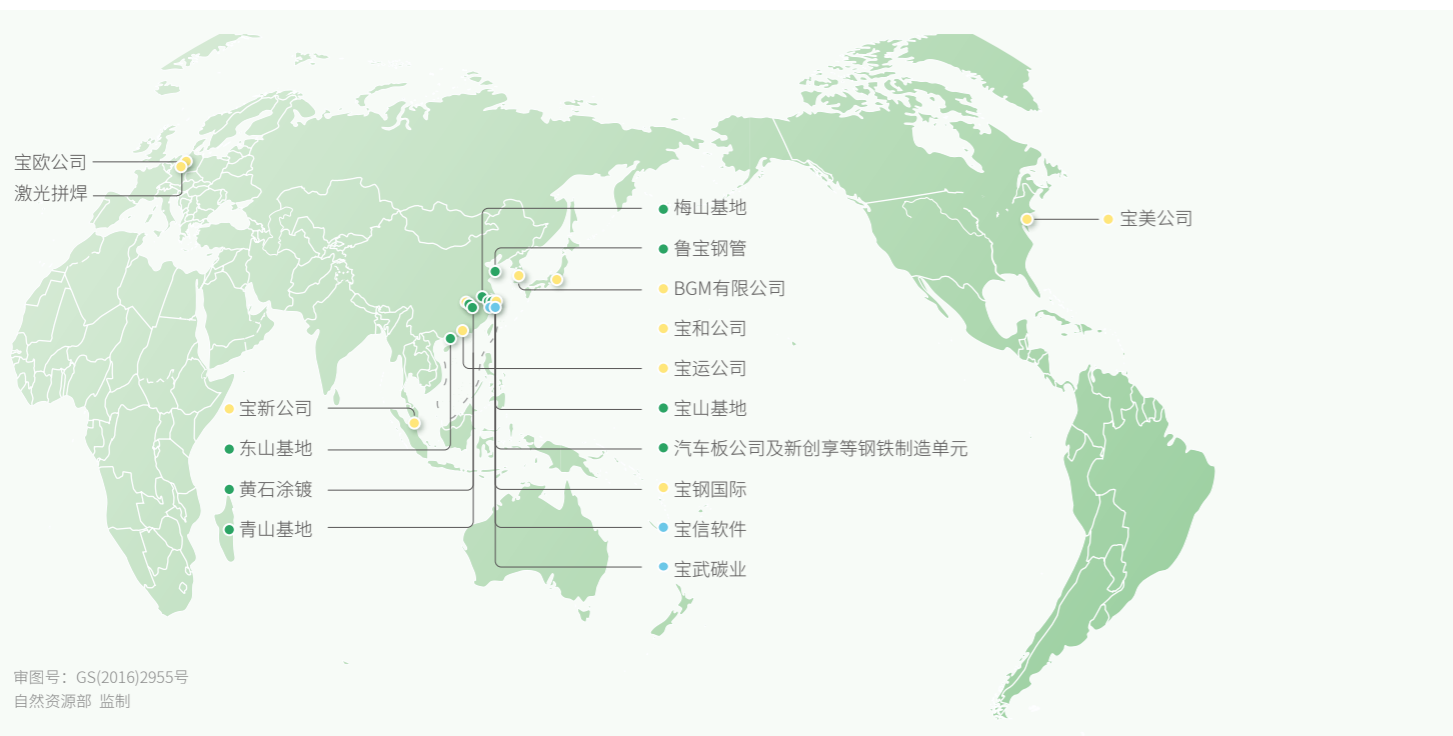 宝欧公司
激光拼焊
梅山基地
鲁宝钢管
宝美公司
BGM有限公司
宝和公司
宝运公司
宝山基地
汽车板公司及新创享等钢铁制造单元
宝钢国际
宝信软件
宝武碳业
宝新公司
东山基地
黄石涂镀
青山基地
审图号：GS(2016)2955号
自然资源部 监制